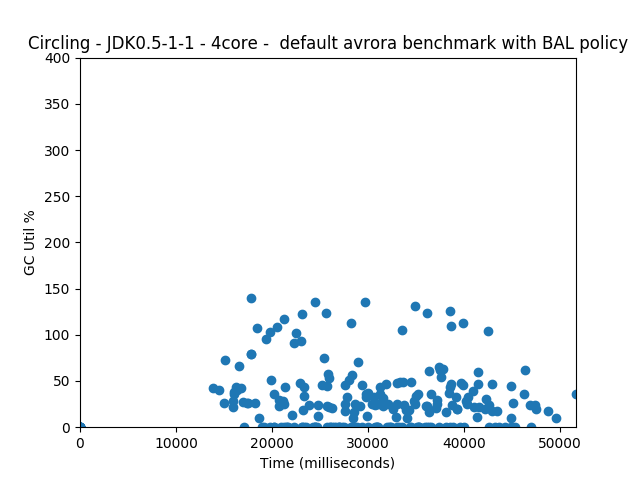 Circling - JDK0.5-1-1 - 4core -  default avrora benchmark with BAL policy
400
350
300
250
200
150
100
50
0
GC Util %
0 10000 20000 30000 40000 50000
Time (milliseconds)